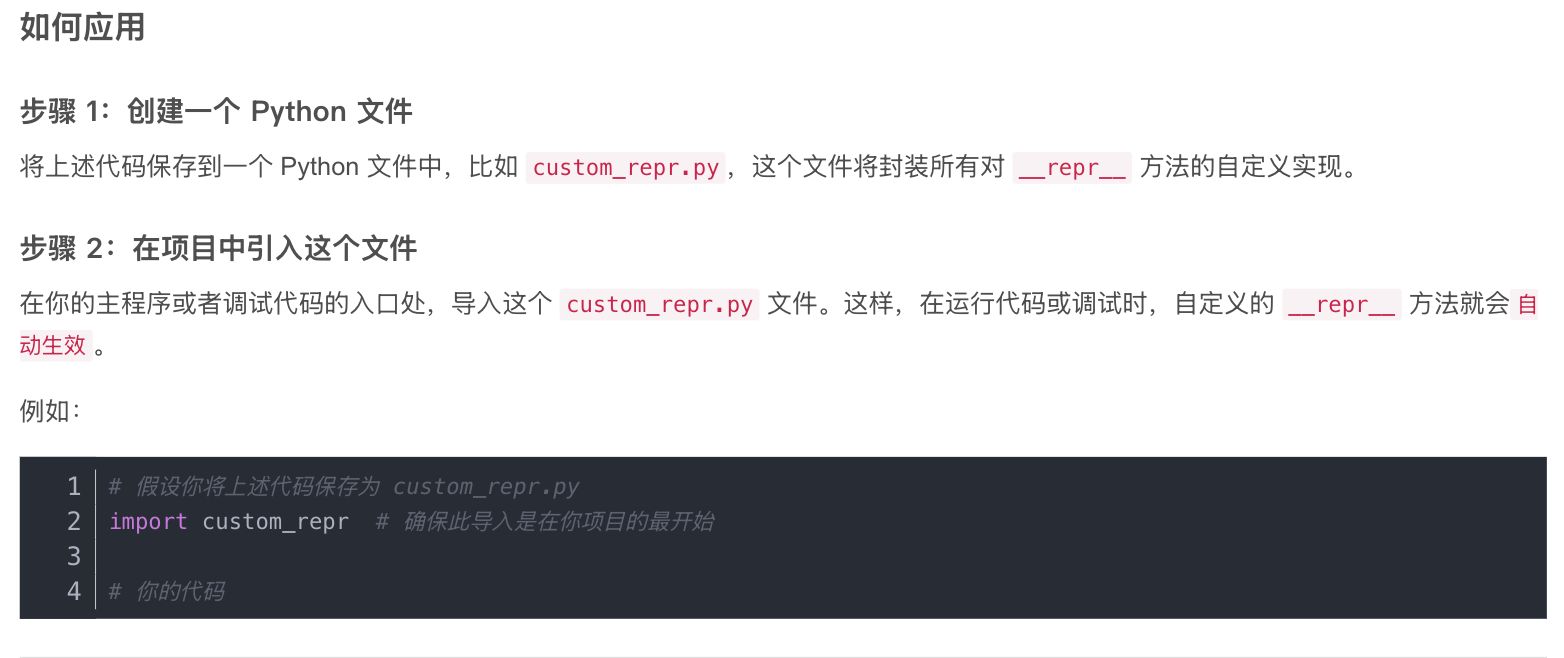 如何应用
步骤 1：创建一个 Python 文件
将上述代码保存到一个 Python 文件中，比如 custom_repr.py，这个文件将封装所有对 __repr__ 方法的自定义实现。
步骤 2：在项目中引入这个文件
在你的主程序或者调试代码的入口处，导入这个 custom_repr.py 文件。这样，在运行代码或调试时，自定义的 __repr__ 方法就会自
动生效。
例如：
1 # 假设你将上述代码保存为 custom_repr.py
2 import custom_repr  # 确保此导入是在你项目的最开始
3
4 # 你的代码